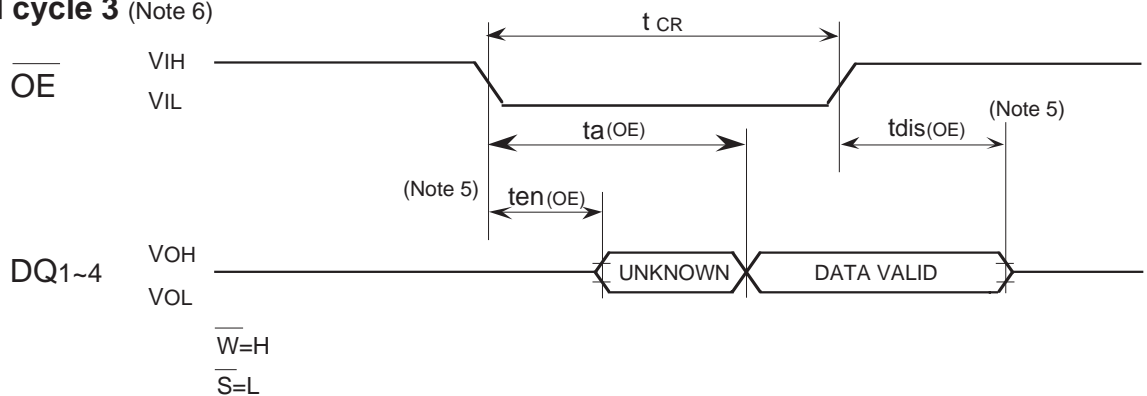 cycle 3 (Note 6)
t CR
OE
VIH
VIL
(Note 5)
ta(OE)
tdis(OE)
(Note 5)
ten(OE)
DQ1~4
VOH
VOL
UNKNOWN
DATA VALID
W=H
S=L